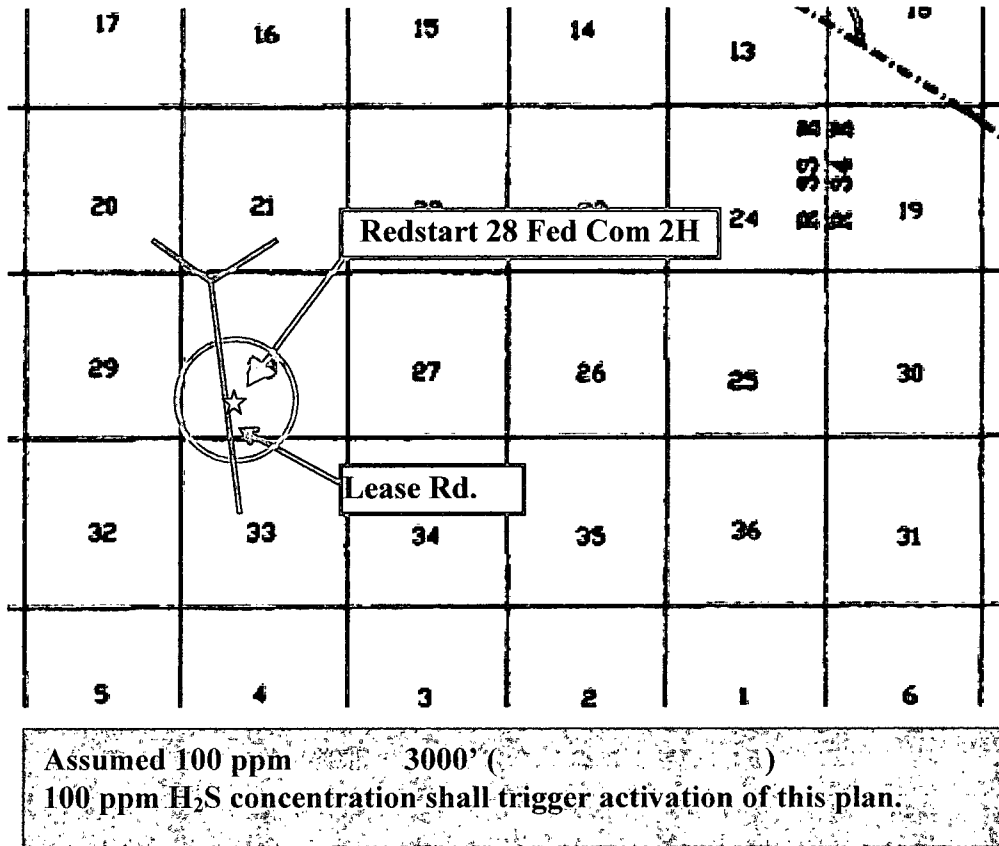 17 16 15 14 13
R 33 E
R 34 E
20 21 24 19
Redstart 28 Fed Com 2H
29 27 26 25 30
Lease Rd.
32 33 34 35 36 31
5 4 3 2 1 6
Assumed 100 ppm 3000' ( )
100 ppm H₂S concentration shall trigger activation of this plan.